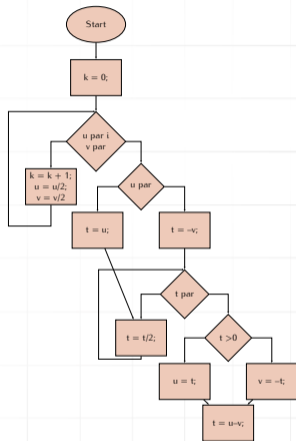 Start
k = 0;
u par i
v par
k = k + 1;
u = u/2;
v = v/2
u par
t = u;
t = –v;
t par
t = t/2;
t >0
u = t;
v = –t;
t = u–v;